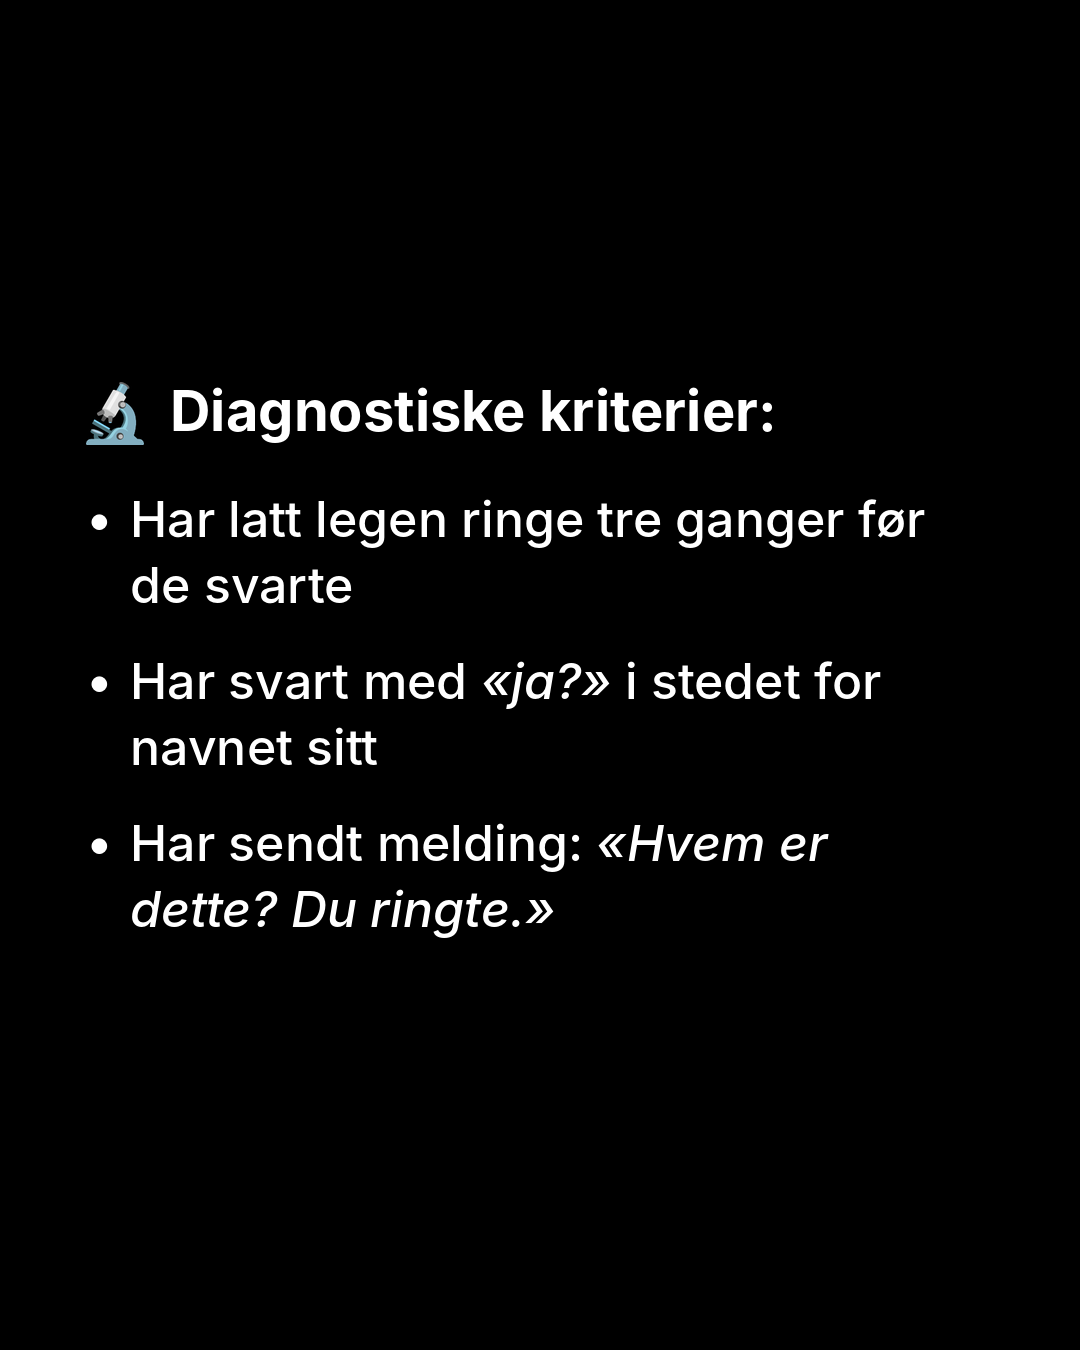 🔬 Diagnostiske kriterier:
• Har latt legen ringe tre ganger før
de svarte
• Har svart med «ja?» i stedet for
navnet sitt
• Har sendt melding: «Hvem er
dette? Du ringte.»